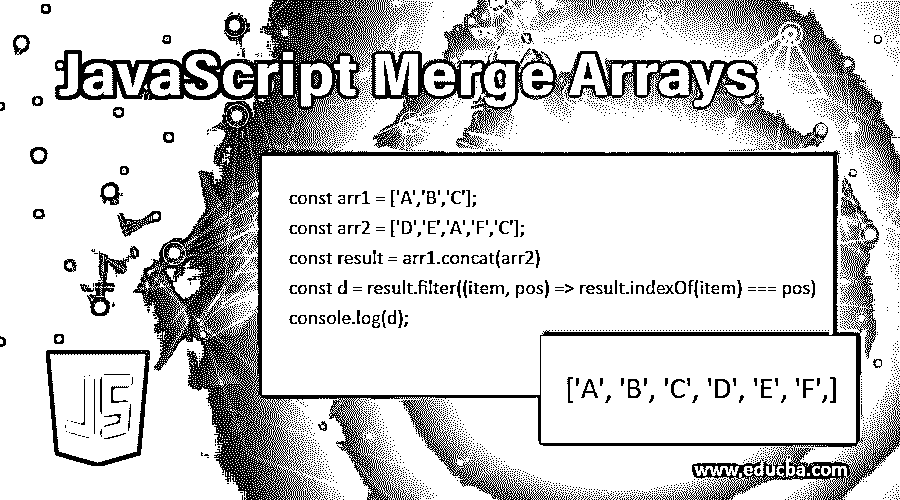 JavaScript Merge Arrays
const arr1 = ['A','B','C'];
const arr2 = ['D','E','A','F','C'];
const result = arr1.concat(arr2)
const d = result.filter((item, pos) => result.indexOf(item) === pos)
console.log(d);
['A', 'B', 'C', 'D', 'E', 'F',]
JS
www.educba.com